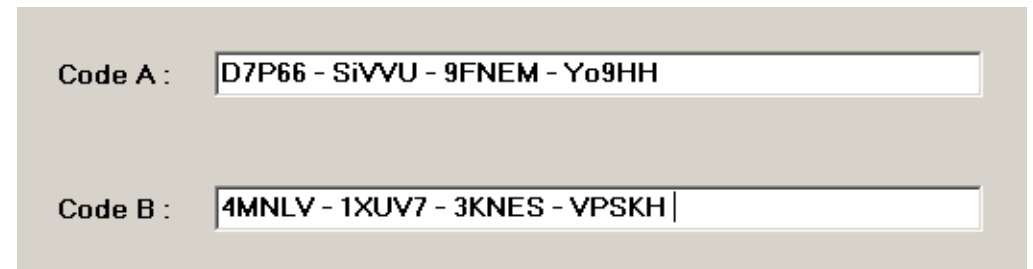 Code A : D7P66 - SiVVU - 9FNEM - Yo9HH
Code B : 4MNLV - 1XUV7 - 3KNES - VPSKH